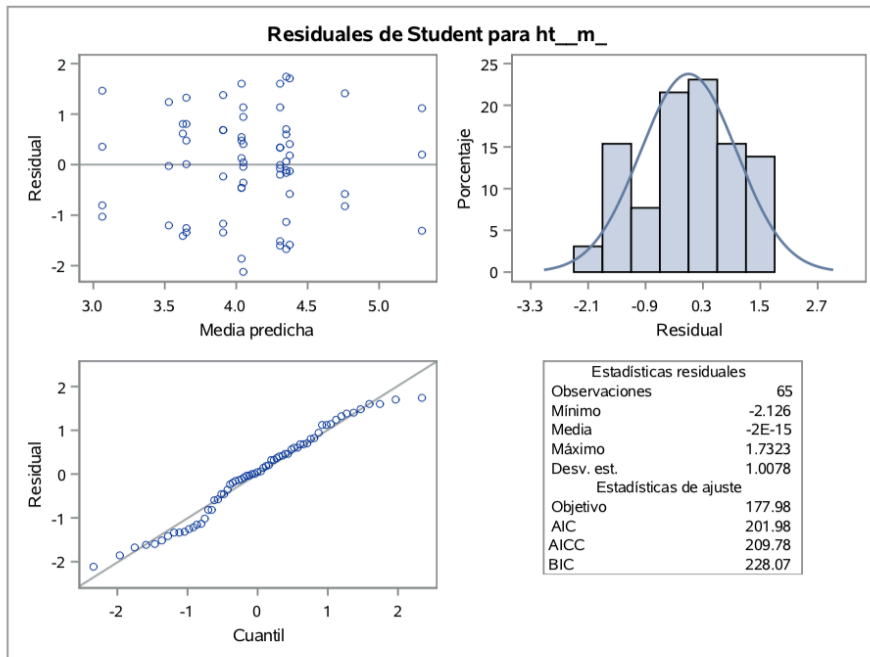 Residuales de Student para ht__m_
2
1
0
-1
-2
Residual
3.0 3.5 4.0 4.5 5.0
Media predicha
25
20
15
10
5
0
Porcentaje
-3.3 -2.1 -0.9 0.3 1.5 2.7
Residual
2
1
0
-1
-2
Residual
-2 -1 0 1 2
Cuantil
Estadísticas residuales
Observaciones 65
Mínimo -2.126
Media -2E-15
Máximo 1.7323
Desv. est. 1.0078
Estadísticas de ajuste
Objetivo 177.98
AIC 201.98
AICC 209.78
BIC 228.07